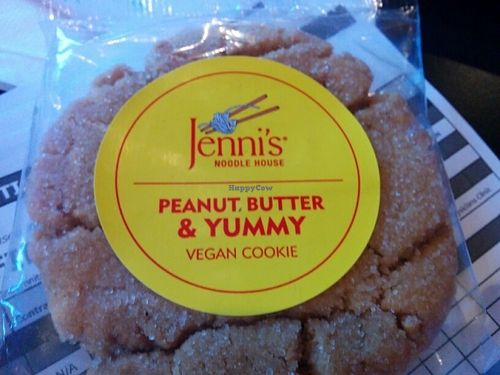 Jenni's
NOODLE HOUSE
HappyCow
PEANUT, BUTTER
& YUMMY
VEGAN COOKIE
N/A